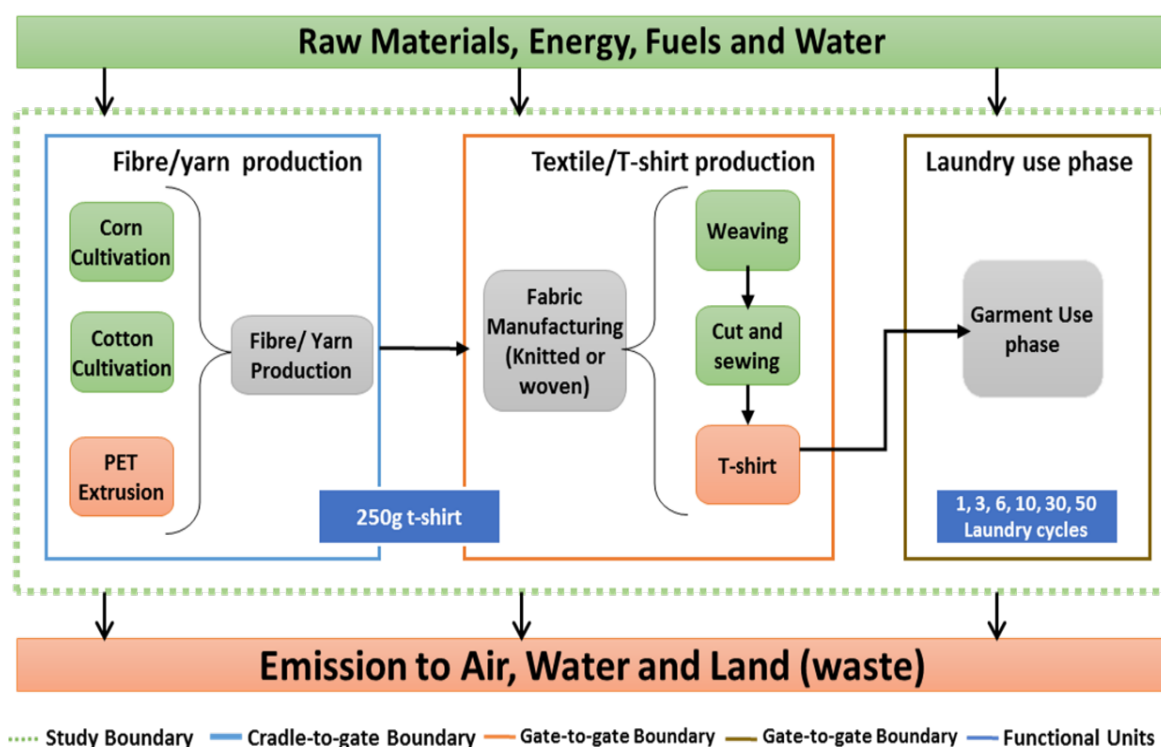 Raw Materials, Energy, Fuels and Water
Fibre/yarn production
Corn
Cultivation
Cotton
Cultivation
PET
Extrusion
Fibre/ Yarn
Production
250g t-shirt
Textile/T-shirt production
Fabric
Manufacturing
(Knitted or
woven)
Weaving
Cut and
sewing
T-shirt
Laundry use phase
Garment Use
phase
1, 3, 6, 10, 30, 50
Laundry cycles
Emission to Air, Water and Land (waste)
Study Boundary Cradle-to-gate Boundary Gate-to-gate Boundary Gate-to-gate Boundary Functional Units